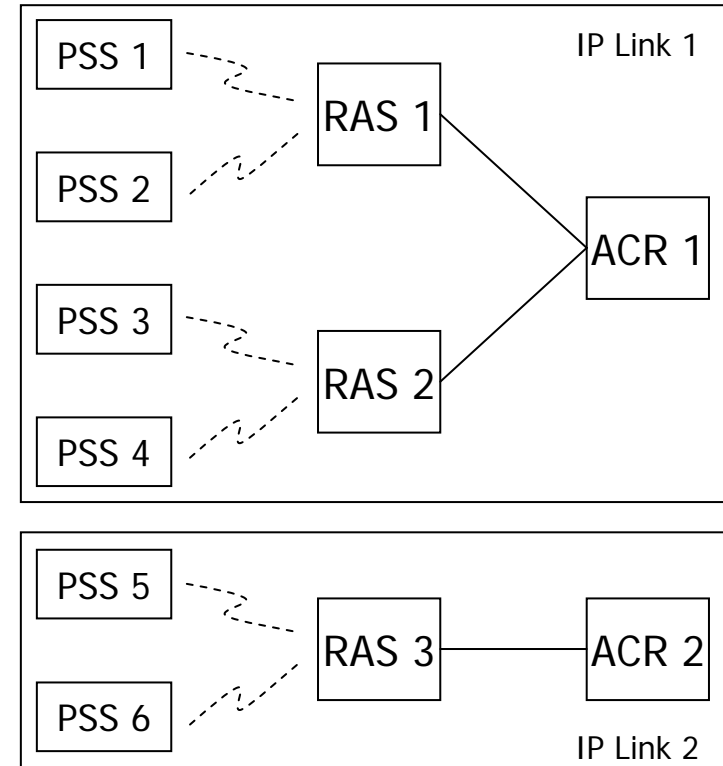 PSS 1
IP Link 1
RAS 1
PSS 2
ACR 1
PSS 3
RAS 2
PSS 4
PSS 5
RAS 3
ACR 2
PSS 6
IP Link 2